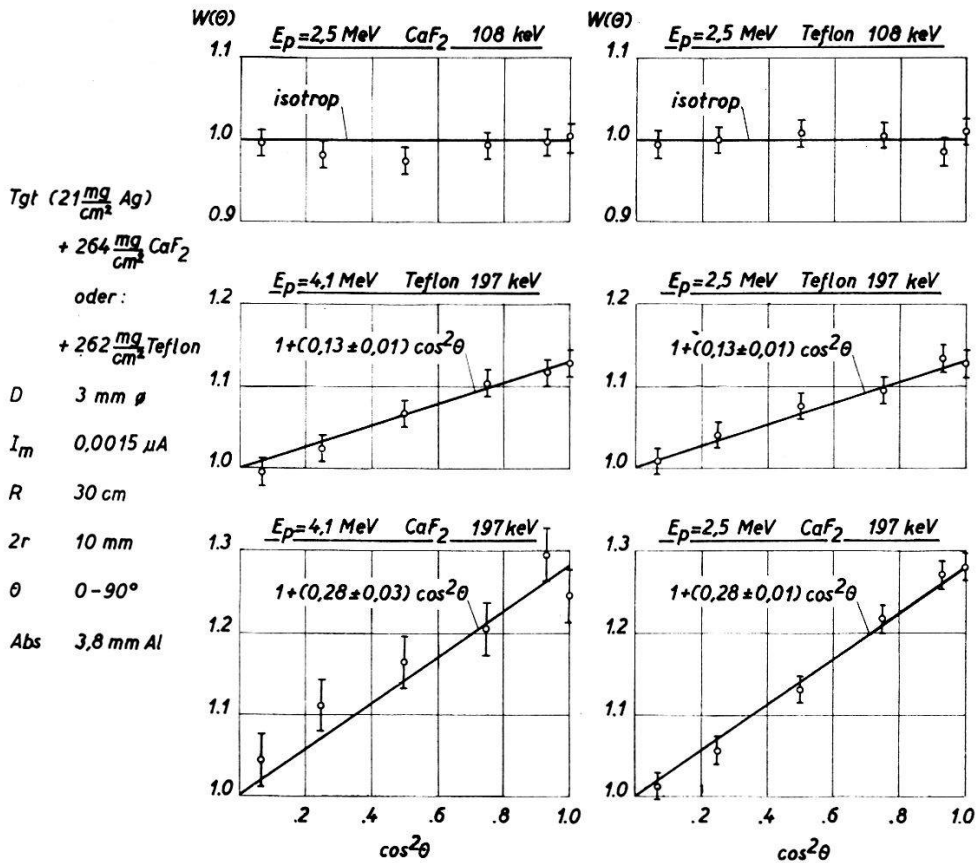 W(Θ)
E_p=2,5 MeV CaF₂ 108 keV
1.1
isotrop
1.0
0.9
W(Θ)
E_p=2,5 MeV Teflon 108 keV
1.1
isotrop
1.0
0.9
Tgt (21 mg/cm² Ag)
+ 264 mg/cm² CaF₂
oder:
+ 262 mg/cm² Teflon
D 3 mm ø
I_m 0,0015 µA
R 30 cm
2r 10 mm
θ 0-90°
Abs 3,8 mm Al
E_p=4,1 MeV Teflon 197 keV
1.2
1+(0,13±0,01) cos²θ
1.1
1.0
E_p=2,5 MeV Teflon 197 keV
1.2
1+(0,13±0,01) cos²θ
1.1
1.0
E_p=4,1 MeV CaF₂ 197 keV
1.3
1+(0,28±0,03) cos²θ
1.2
1.1
1.0
.2 .4 .6 .8 1.0
cos²θ
E_p=2,5 MeV CaF₂ 197 keV
1.3
1+(0,28±0,01) cos²θ
1.2
1.1
1.0
.2 .4 .6 .8 1.0
cos²θ